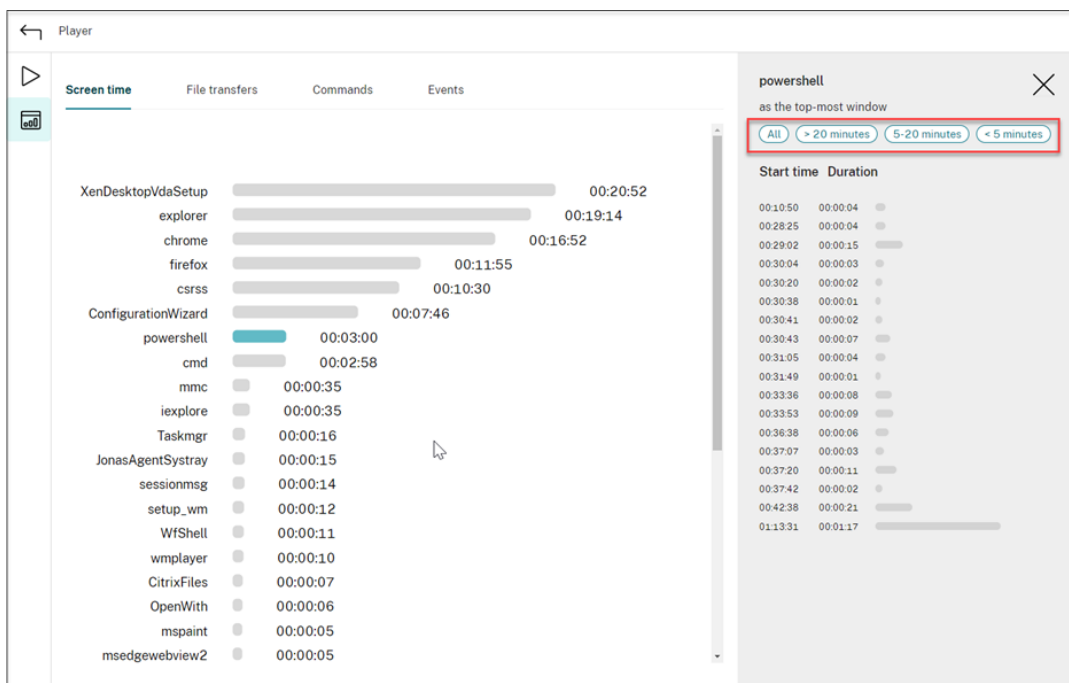 Player
Screen time File transfers Commands Events
XenDesktopVdaSetup 00:20:52
explorer 00:19:14
chrome 00:16:52
firefox 00:11:55
csrss 00:10:30
ConfigurationWizard 00:07:46
powershell 00:03:00
cmd 00:02:58
mmc 00:00:35
iexplore 00:00:35
Taskmgr 00:00:16
JonasAgentSystray 00:00:15
sessionmsg 00:00:14
setup_wm 00:00:12
WfShell 00:00:11
wmplayer 00:00:10
CitrixFiles 00:00:07
OpenWith 00:00:06
mspaint 00:00:05
msedgewebview2 00:00:05
powershell
as the top-most window
All > 20 minutes 5-20 minutes < 5 minutes
Start time Duration
00:10:50 00:00:04
00:28:25 00:00:04
00:29:02 00:00:15
00:30:04 00:00:03
00:30:20 00:00:02
00:30:38 00:00:01
00:30:41 00:00:02
00:30:43 00:00:07
00:31:05 00:00:04
00:31:49 00:00:01
00:33:36 00:00:08
00:33:53 00:00:09
00:36:38 00:00:06
00:37:07 00:00:03
00:37:20 00:00:11
00:37:42 00:00:02
00:42:38 00:00:21
01:13:31 00:01:17